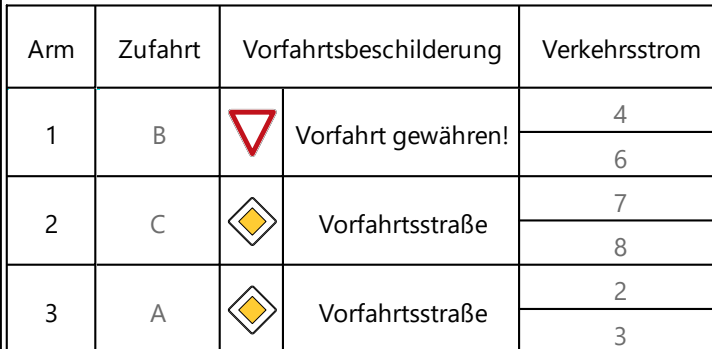 Arm Zufahrt Vorfahrtsbeschilderung Verkehrsstrom
1 B Vorfahrt gewähren! 4
6
2 C Vorfahrtsstraße 7
8
3 A Vorfahrtsstraße 2
3